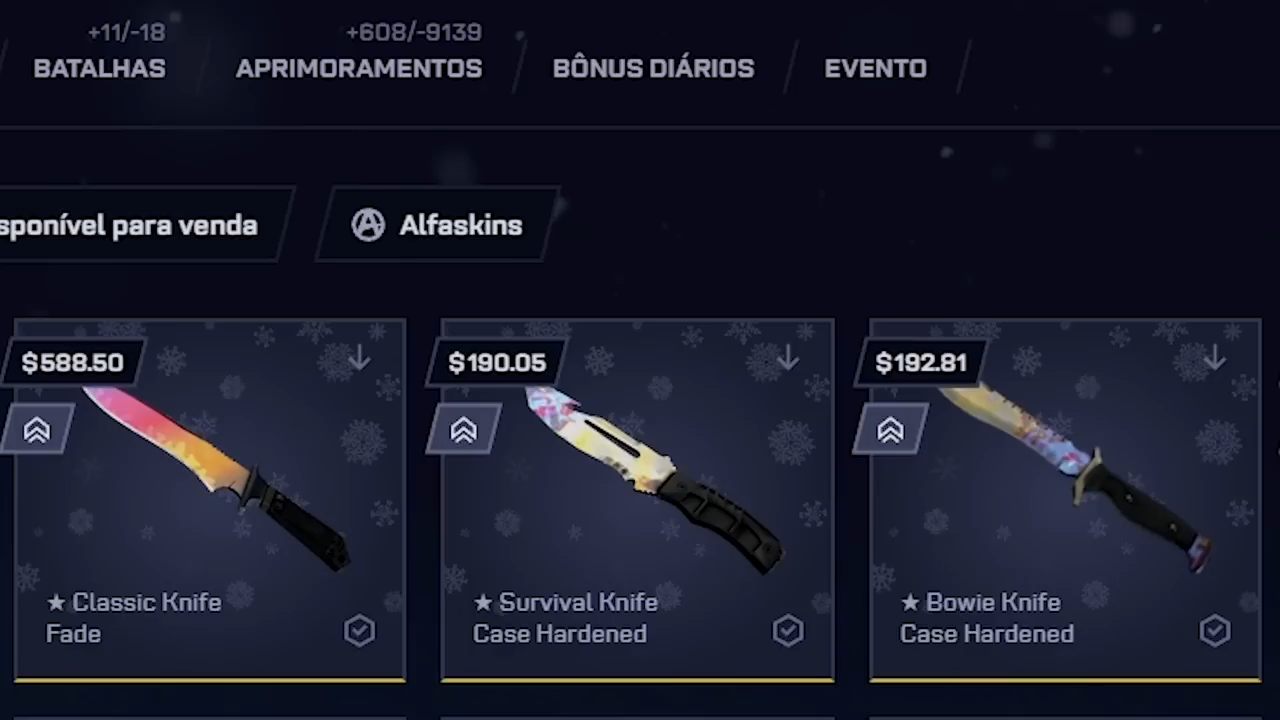 +11/-18
+608/-9139
BATALHAS
APRIMORAMENTOS
BÔNUS DIÁRIOS
EVENTO
sponível para venda
Alfaskins
$588.50
$190.05
$192.81
★ Classic Knife
Fade
★ Survival Knife
Case Hardened
★ Bowie Knife
Case Hardened